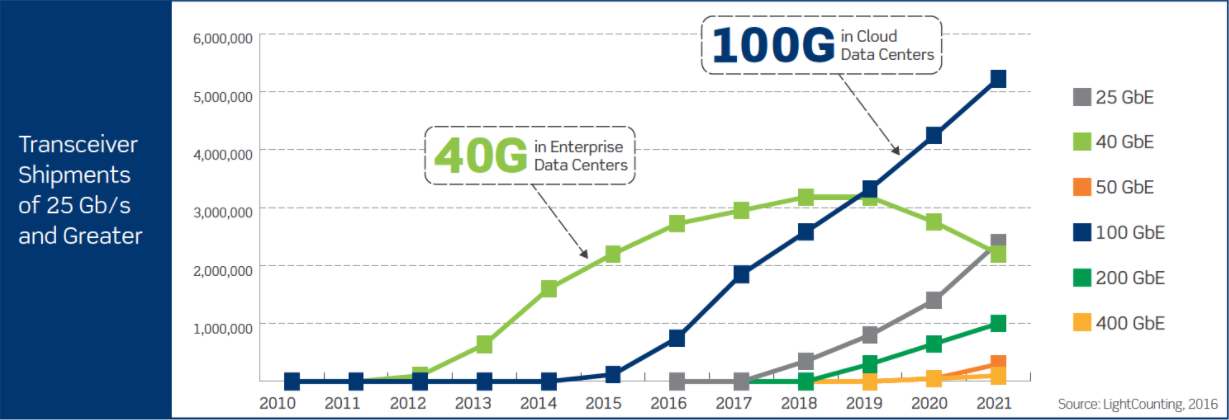 Transceiver
Shipments
of 25 Gb/s
and Greater
6,000,000
5,000,000
4,000,000
3,000,000
2,000,000
1,000,000
100G in Cloud
Data Centers
40G in Enterprise
Data Centers
25 GbE
40 GbE
50 GbE
100 GbE
200 GbE
400 GbE
2010 2011 2012 2013 2014 2015 2016 2017 2018 2019 2020 2021
Source: LightCounting, 2016